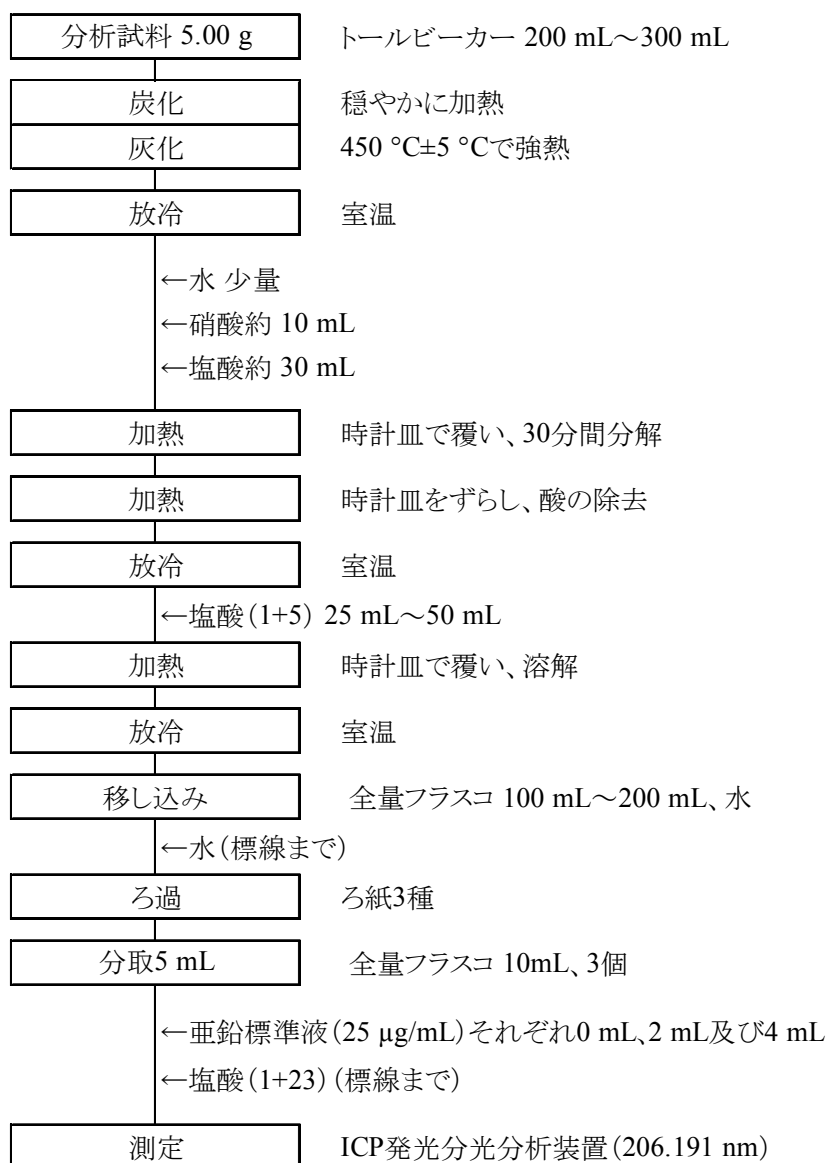 分析試料 5.00 g トールビーカー 200 mL～300 mL
炭化 穏やかに加熱
灰化 450 °C±5 °Cで強熱
放冷 室温
←水 少量
←硝酸約 10 mL
←塩酸約 30 mL
加熱 時計皿で覆い、30分間分解
加熱 時計皿をずらし、酸の除去
放冷 室温
←塩酸(1+5) 25 mL～50 mL
加熱 時計皿で覆い、溶解
放冷 室温
移し込み 全量フラスコ 100 mL～200 mL、水
←水(標線まで)
ろ過 ろ紙3種
分取5 mL 全量フラスコ 10mL、3個
←亜鉛標準液(25 µg/mL)それぞれ0 mL、2 mL及び4 mL
←塩酸(1+23)(標線まで)
測定 ICP発光分光分析装置(206.191 nm)